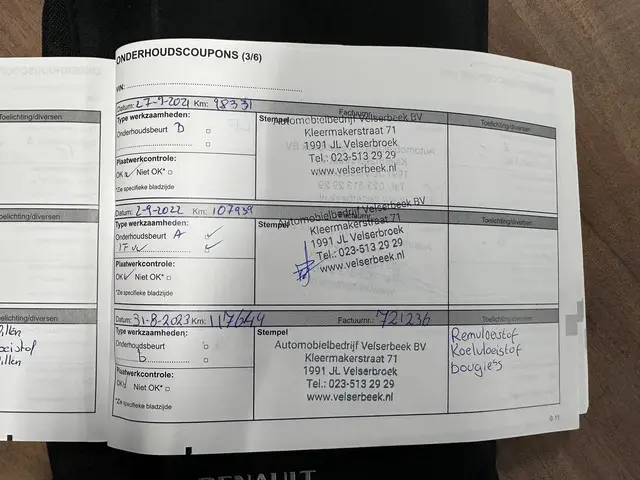 ONDERHOUDSCOUPONS (3/6)
VIN:
Datum: 27-9-2021 Km: 98331 Factuurnr. Toelichting/diversen
Type werkzaamheden:
Onderhoudsbeurt D
Plaatwerkcontrole:
OK Niet OK*
*Zie specifieke bladzijde
Stempel
Automobielbedrijf Velserbeek BV
Kleermakerstraat 71
1991 JL Velserbroek
Tel.: 023-513 29 29
www.velserbeek.nl
Toelichting/diversen
Datum: 2-9-2022 Km: 107939 Factuurnr. Toelichting/diversen
Type werkzaamheden:
Onderhoudsbeurt A
Plaatwerkcontrole:
OK Niet OK*
*Zie specifieke bladzijde
Stempel
Automobielbedrijf Velserbeek BV
Kleermakerstraat 71
1991 JL Velserbroek
Tel.: 023-513 29 29
www.velserbeek.nl
Toelichting/diversen
Datum: 31-8-2023 Km: 117644 Factuurnr.: 721236 Toelichting/diversen
Type werkzaamheden:
Onderhoudsbeurt
b
Plaatwerkcontrole:
OK Niet OK*
*Zie specifieke bladzijde
Stempel
Automobielbedrijf Velserbeek BV
Kleermakerstraat 71
1991 JL Velserbroek
Tel.: 023-513 29 29
www.velserbeek.nl
Remvloeistof
Koelvloeistof
bougies
Toelichting/diversen
6.11
RENAULT